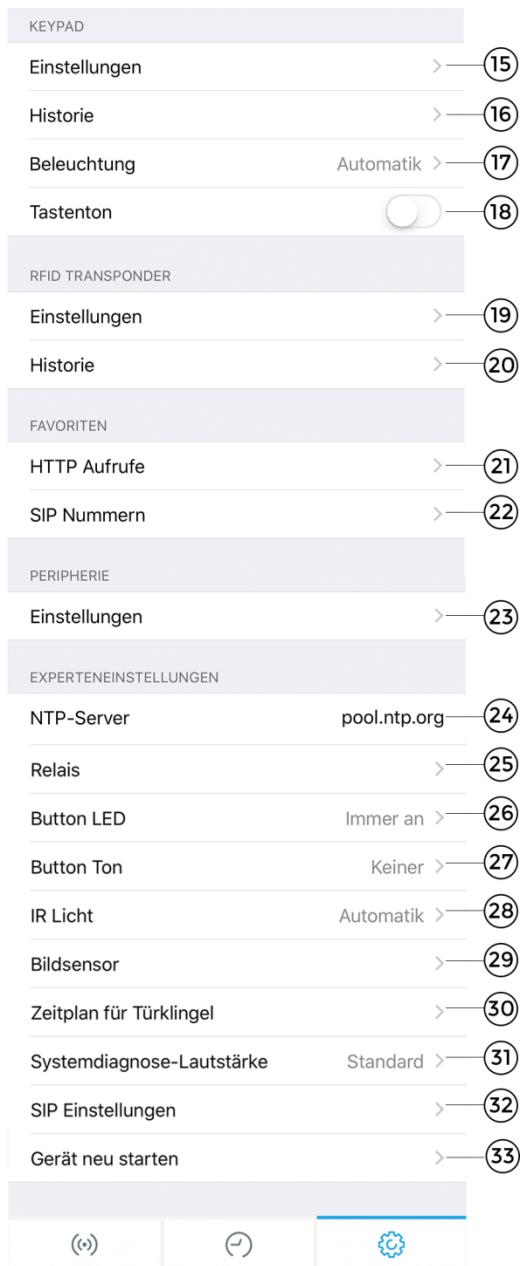 KEYPAD
Einstellungen 15
Historie 16
Beleuchtung Automatik 17
Tastenton 18
RFID TRANSPONDER
Einstellungen 19
Historie 20
FAVORITEN
HTTP Aufrufe 21
SIP Nummern 22
PERIPHERIE
Einstellungen 23
EXPERTENEINSTELLUNGEN
NTP-Server pool.ntp.org 24
Relais 25
Button LED Immer an 26
Button Ton Keiner 27
IR Licht Automatik 28
Bildsensor 29
Zeitplan für Türklingel 30
Systemdiagnose-Lautstärke Standard 31
SIP Einstellungen 32
Gerät neu starten 33